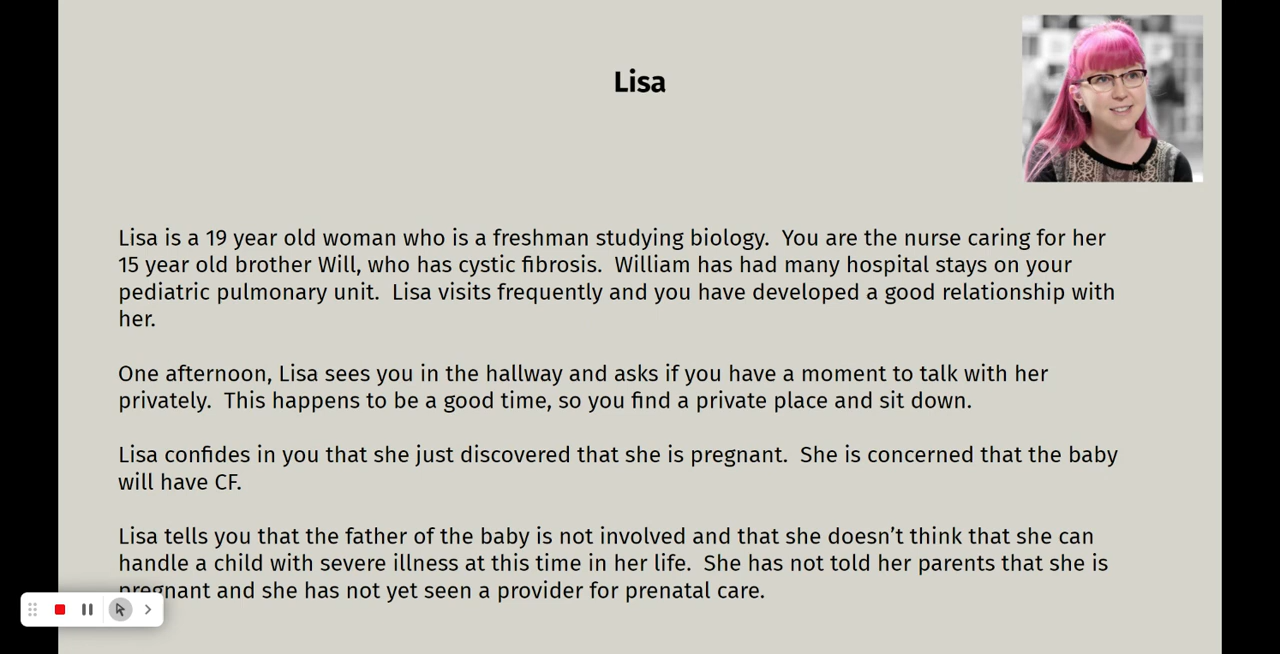 Lisa
Lisa is a 19 year old woman who is a freshman studying biology.  You are the nurse caring for her
15 year old brother Will, who has cystic fibrosis.  William has had many hospital stays on your
pediatric pulmonary unit.  Lisa visits frequently and you have developed a good relationship with
her.
One afternoon, Lisa sees you in the hallway and asks if you have a moment to talk with her
privately.  This happens to be a good time, so you find a private place and sit down.
Lisa confides in you that she just discovered that she is pregnant.  She is concerned that the baby
will have CF.
Lisa tells you that the father of the baby is not involved and that she doesn’t think that she can
handle a child with severe illness at this time in her life.  She has not told her parents that she is
pregnant and she has not yet seen a provider for prenatal care.